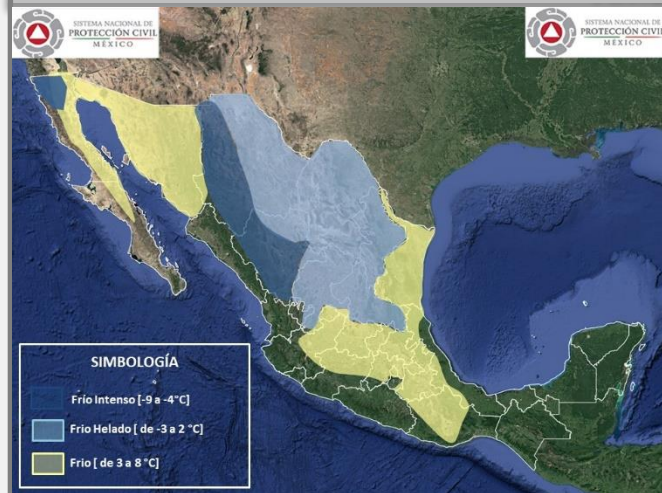 SISTEMA NACIONAL DE
PROTECCIÓN CIVIL
MÉXICO
SISTEMA NACIONAL DE
PROTECCIÓN CIVIL
MÉXICO
SIMBOLOGÍA
Frío Intenso [-9 a -4°C]
Frio Helado [ de -3 a 2 °C]
Frio [ de 3 a 8 °C]